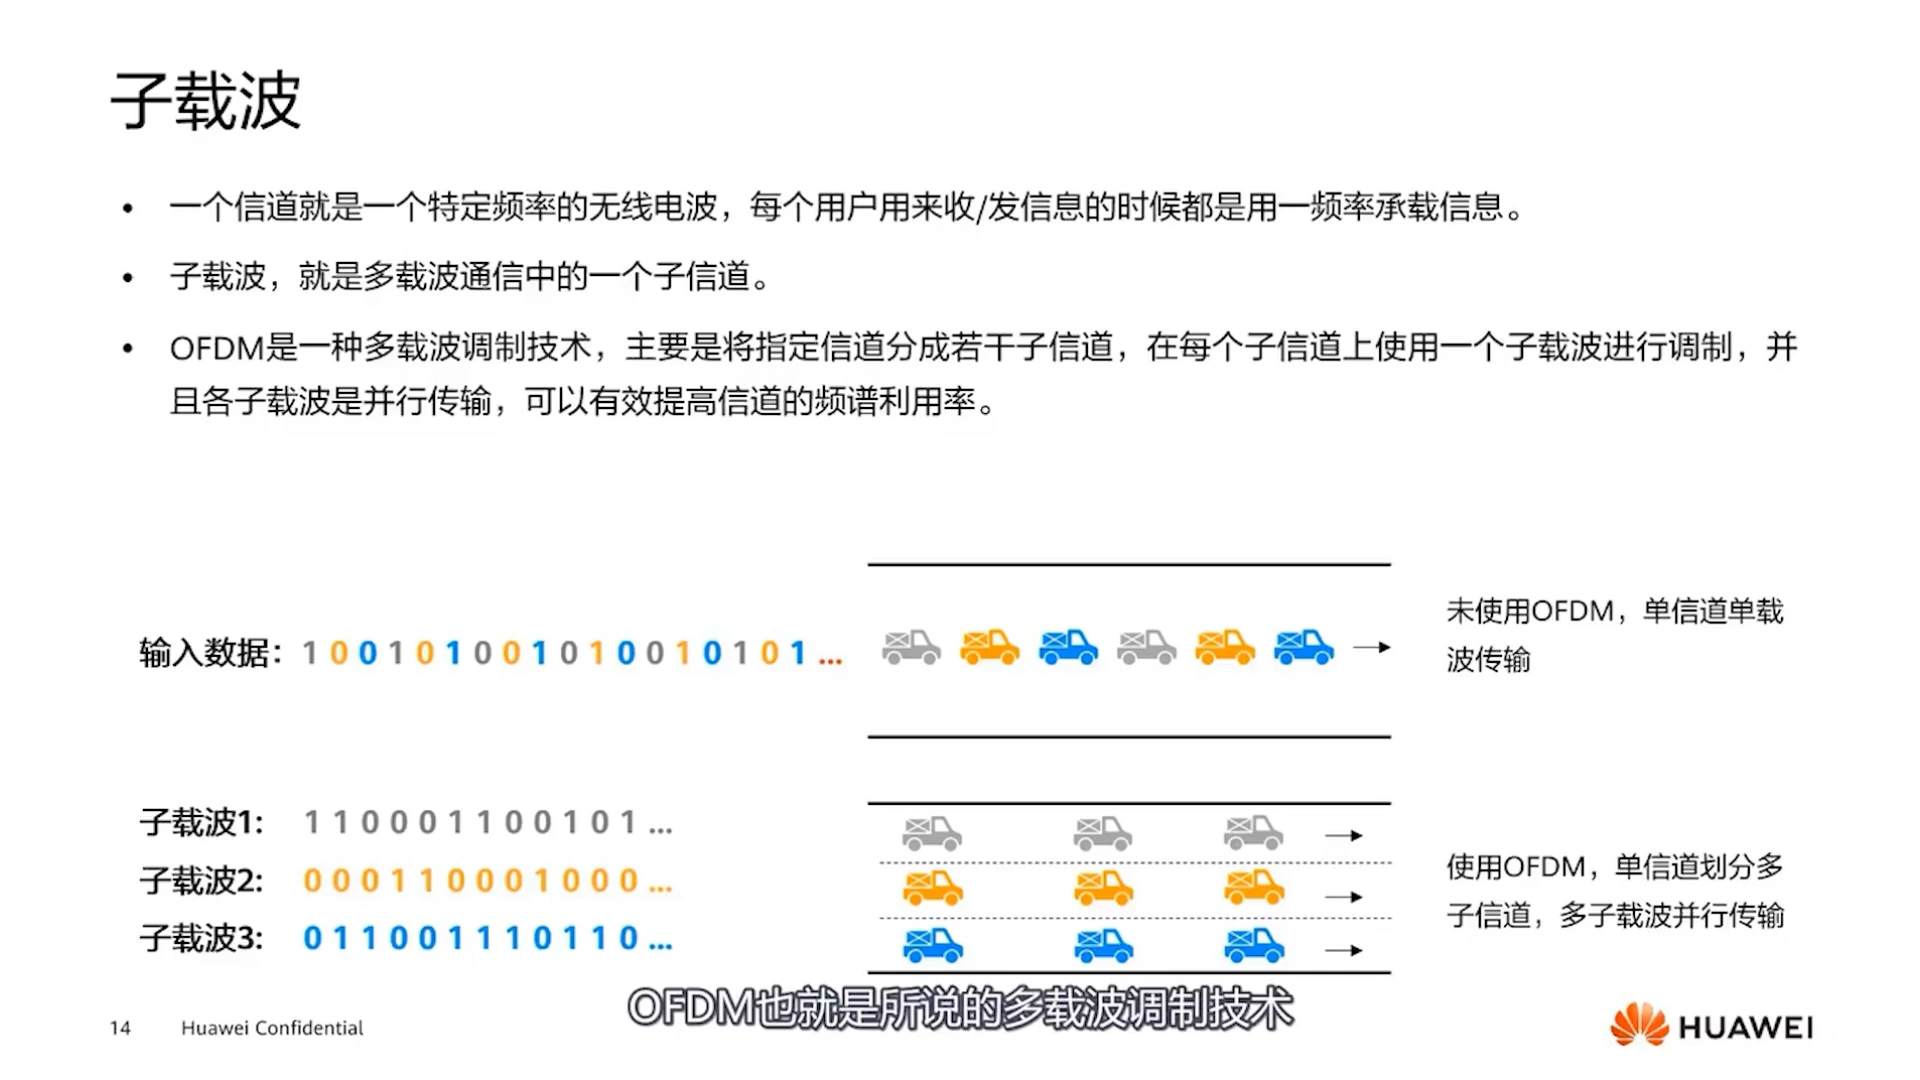 子载波
• 一个信道就是一个特定频率的无线电波，每个用户用来收/发信息的时候都是用一频率承载信息。
• 子载波，就是多载波通信中的一个子信道。
• OFDM是一种多载波调制技术，主要是将指定信道分成若干子信道，在每个子信道上使用一个子载波进行调制，并
且各子载波是并行传输，可以有效提高信道的频谱利用率。
输入数据：1 0 0 1 0 1 0 0 1 0 1 0 0 1 0 1 0 1 ...
未使用OFDM，单信道单载
波传输
子载波1: 1 1 0 0 0 1 1 0 0 1 0 1 ...
子载波2: 0 0 0 1 1 0 0 0 1 0 0 0 ...
子载波3: 0 1 1 0 0 1 1 1 0 1 1 0 ...
使用OFDM，单信道划分多
子信道，多子载波并行传输
OFDM也就是所说的多载波调制技术
14 Huawei Confidential
HUAWEI